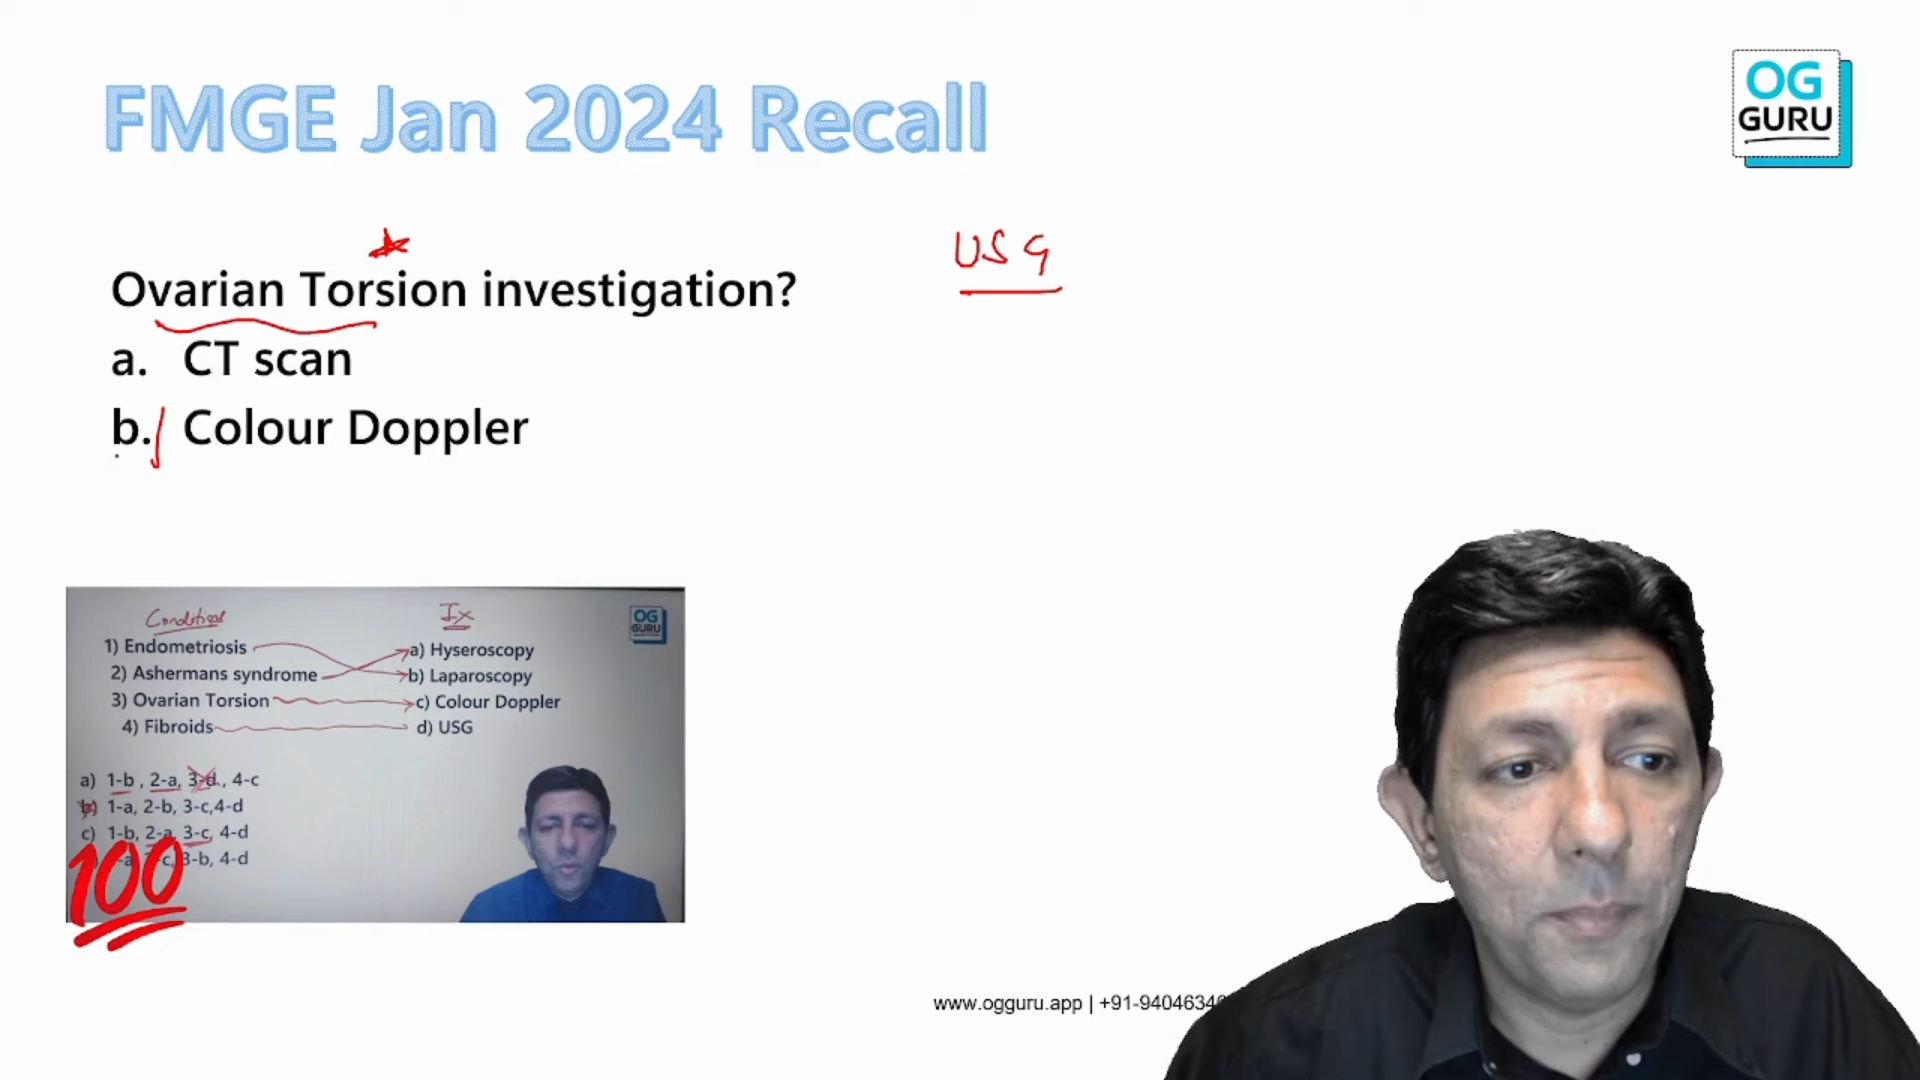 FMGE Jan 2024 Recall
OG
GURU
USG
Ovarian Torsion investigation?
a. CT scan
b. Colour Doppler
Conditions
Ix
OG
GURU
1) Endometriosis
a) Hyseroscopy
2) Ashermans syndrome
b) Laparoscopy
3) Ovarian Torsion
c) Colour Doppler
4) Fibroids
d) USG
a) 1-b , 2-a, 3-d , 4-c
b) 1-a, 2-b, 3-c,4-d
c) 1-b, 2-a, 3-c, 4-d
3-b, 4-d
100
www.ogguru.app | +91-9404634